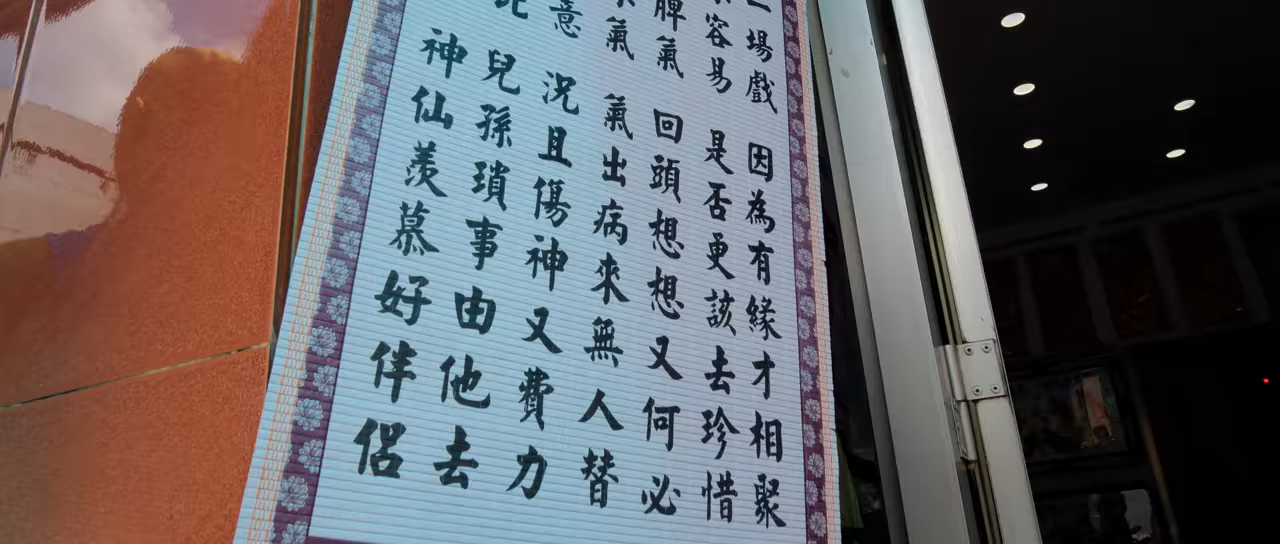 一場戲 因為有緣才相聚
容易 是否更該去珍惜
脾氣 回頭想想又何必
氣 氣出病來無人替
意 況且傷神又費力
比 兒孫瑣事由他去
神仙羨慕好伴侶